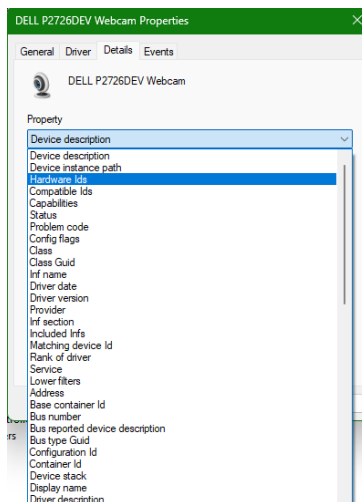 DELL P2726DEV Webcam Properties
General Driver Details Events
DELL P2726DEV Webcam
Property
Device description
Device description
Device instance path
Hardware Ids
Compatible Ids
Capabilities
Status
Problem code
Config flags
Class
Class Guid
Inf name
Driver date
Driver version
Provider
Inf section
Included Infs
Matching device Id
Rank of driver
Service
Lower filters
Address
Base container Id
Bus number
Bus reported device description
Bus type Guid
Configuration Id
Container Id
Device stack
Display name
Driver description